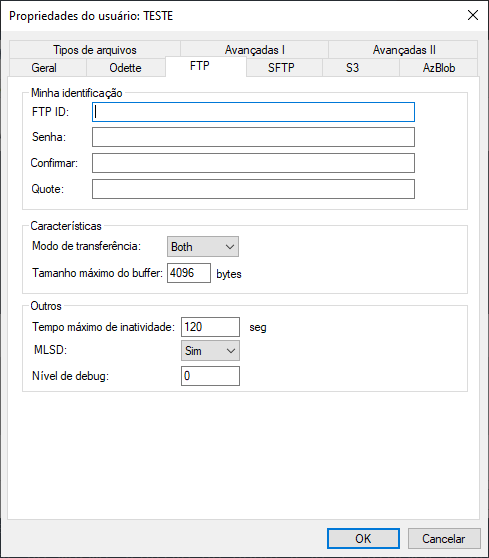 Propriedades do usuário: TESTE
Tipos de arquivos Avançadas I Avançadas II
Geral Odette FTP SFTP S3 AzBlob
Minha identificação
FTP ID:
Senha:
Confirmar:
Quote:
Características
Modo de transferência: Both
Tamanho máximo do buffer: 4096 bytes
Outros
Tempo máximo de inatividade: 120 seg
MLSD: Sim
Nível de debug: 0
OK Cancelar